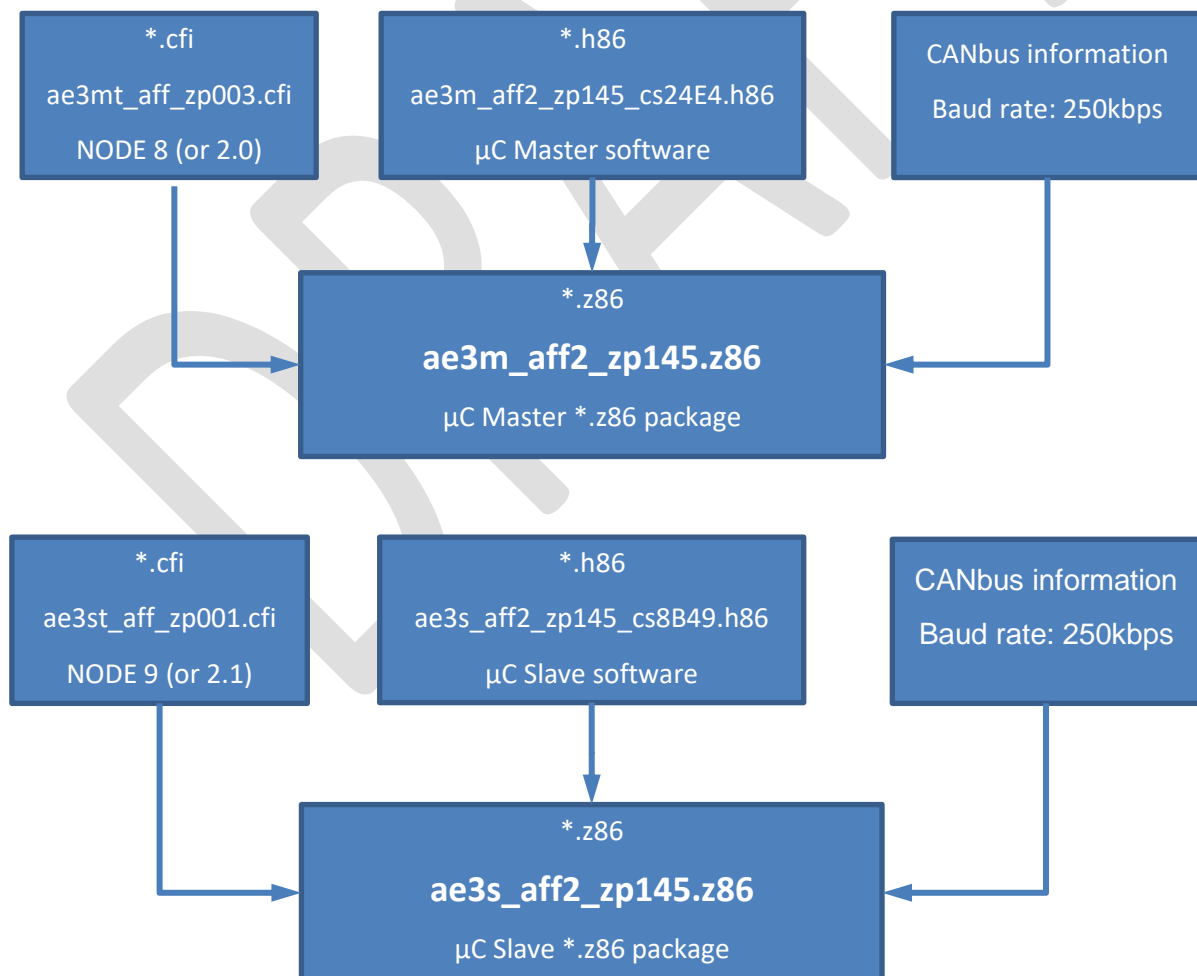 *.cfi
ae3mt_aff_zp003.cfi
NODE 8 (or 2.0)
*.h86
ae3m_aff2_zp145_cs24E4.h86
µC Master software
CANbus information
Baud rate: 250kbps
*.z86
ae3m_aff2_zp145.z86
µC Master *.z86 package
*.cfi
ae3st_aff_zp001.cfi
NODE 9 (or 2.1)
*.h86
ae3s_aff2_zp145_cs8B49.h86
µC Slave software
CANbus information
Baud rate: 250kbps
*.z86
ae3s_aff2_zp145.z86
µC Slave *.z86 package